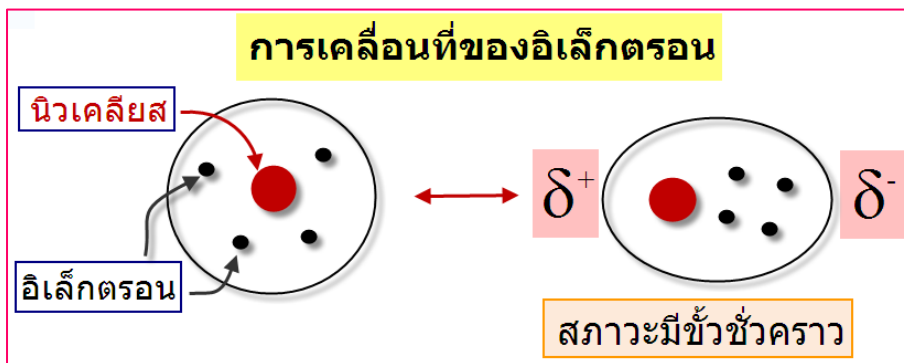 การเคลื่อนที่ของอิเล็กตรอน
นิวเคลียส
δ⁺
δ⁻
อิเล็กตรอน
สภาวะมีขั้วชั่วคราว